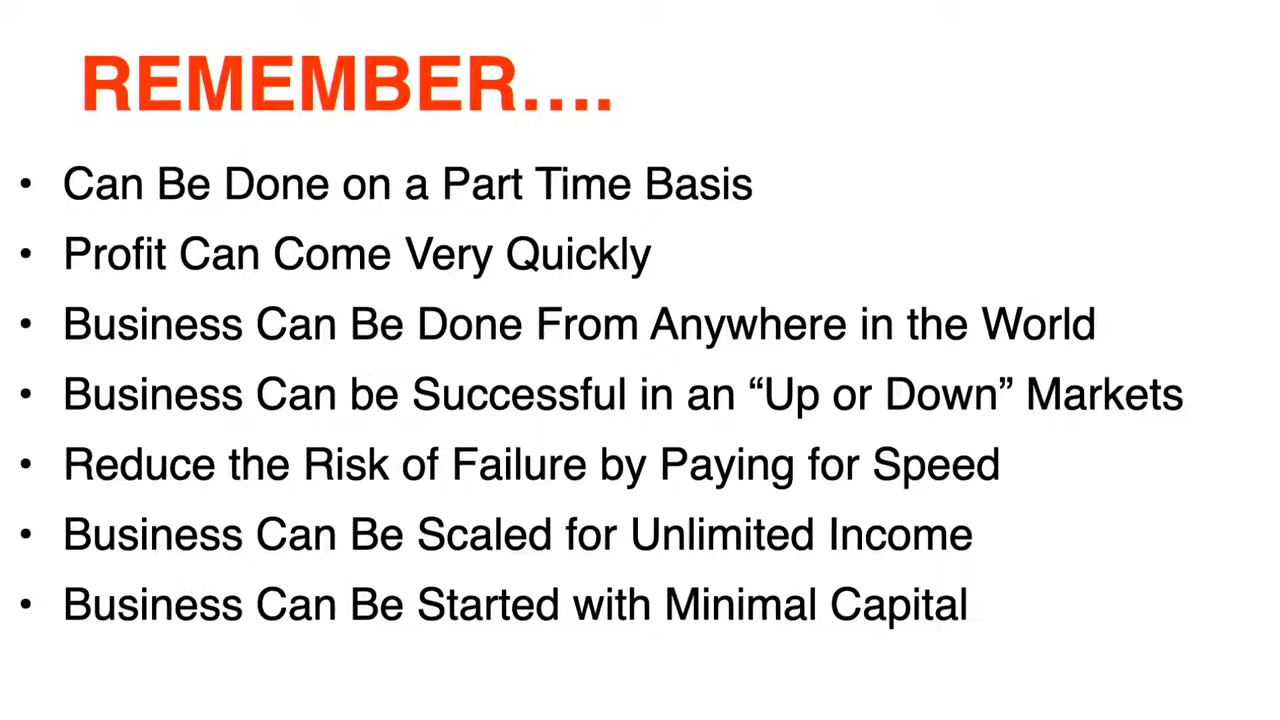 REMEMBER….
• Can Be Done on a Part Time Basis
• Profit Can Come Very Quickly
• Business Can Be Done From Anywhere in the World
• Business Can be Successful in an “Up or Down” Markets
• Reduce the Risk of Failure by Paying for Speed
• Business Can Be Scaled for Unlimited Income
• Business Can Be Started with Minimal Capital